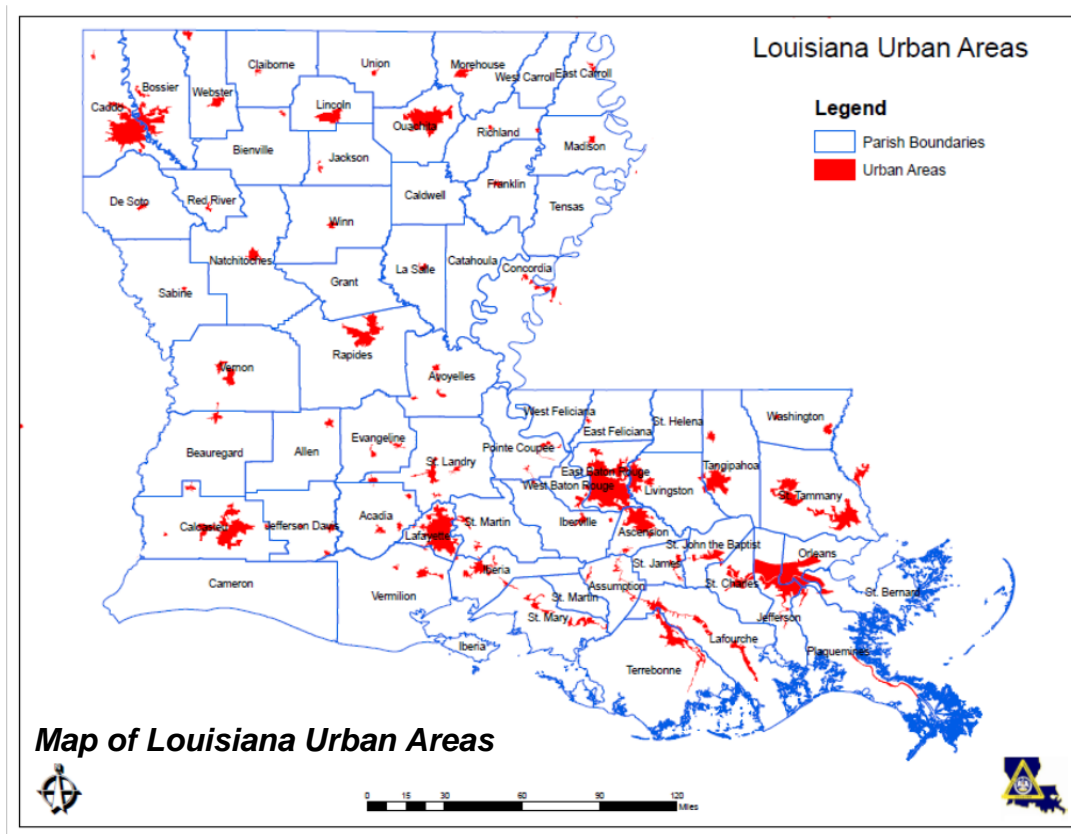 Louisiana Urban Areas
Legend
Parish Boundaries
Urban Areas
Claiborne
Union
Morehouse
West Carroll
East Carroll
Bossier
Webster
Caddo
Lincoln
Ouachita
Richland
Madison
Bienville
Jackson
Franklin
Caldwell
De Soto
Red River
Tensas
Winn
Natchitoches
La Salle
Catahoula
Concordia
Sabine
Grant
Rapides
Vernon
Avoyelles
West Feliciana
St. Helena
Washington
East Feliciana
Evangeline
Pointe Coupee
Beauregard
Allen
St. Landry
Tangipahoa
East Baton Rouge
West Baton Rouge
Livingston
St. Tammany
Acadia
St. Martin
Iberville
Calcasieu
Jefferson Davis
Lafayette
Ascension
St. John the Baptist
Orleans
St. James
Iberia
Cameron
Assumption
St. Charles
St. Bernard
Vermilion
St. Martin
St. Mary
Jefferson
Lafourche
Iberia
Plaquemines
Terrebonne
Map of Louisiana Urban Areas
0 15 30 60 90 120
Miles